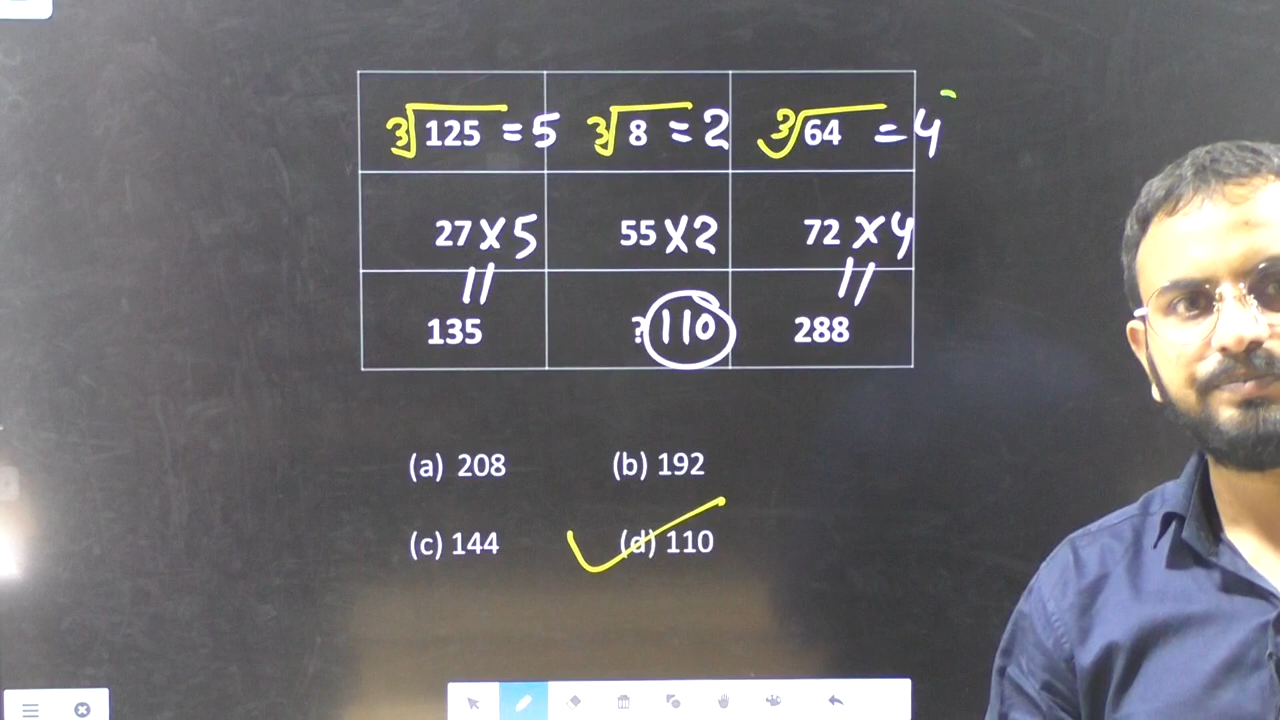 ∛125 = 5 ∛8 = 2 ∛64 = 4
27 × 5 55 × 2 72 × 4
|| ||
135 ? 110 288
(a) 208 (b) 192
(c) 144 (d) 110